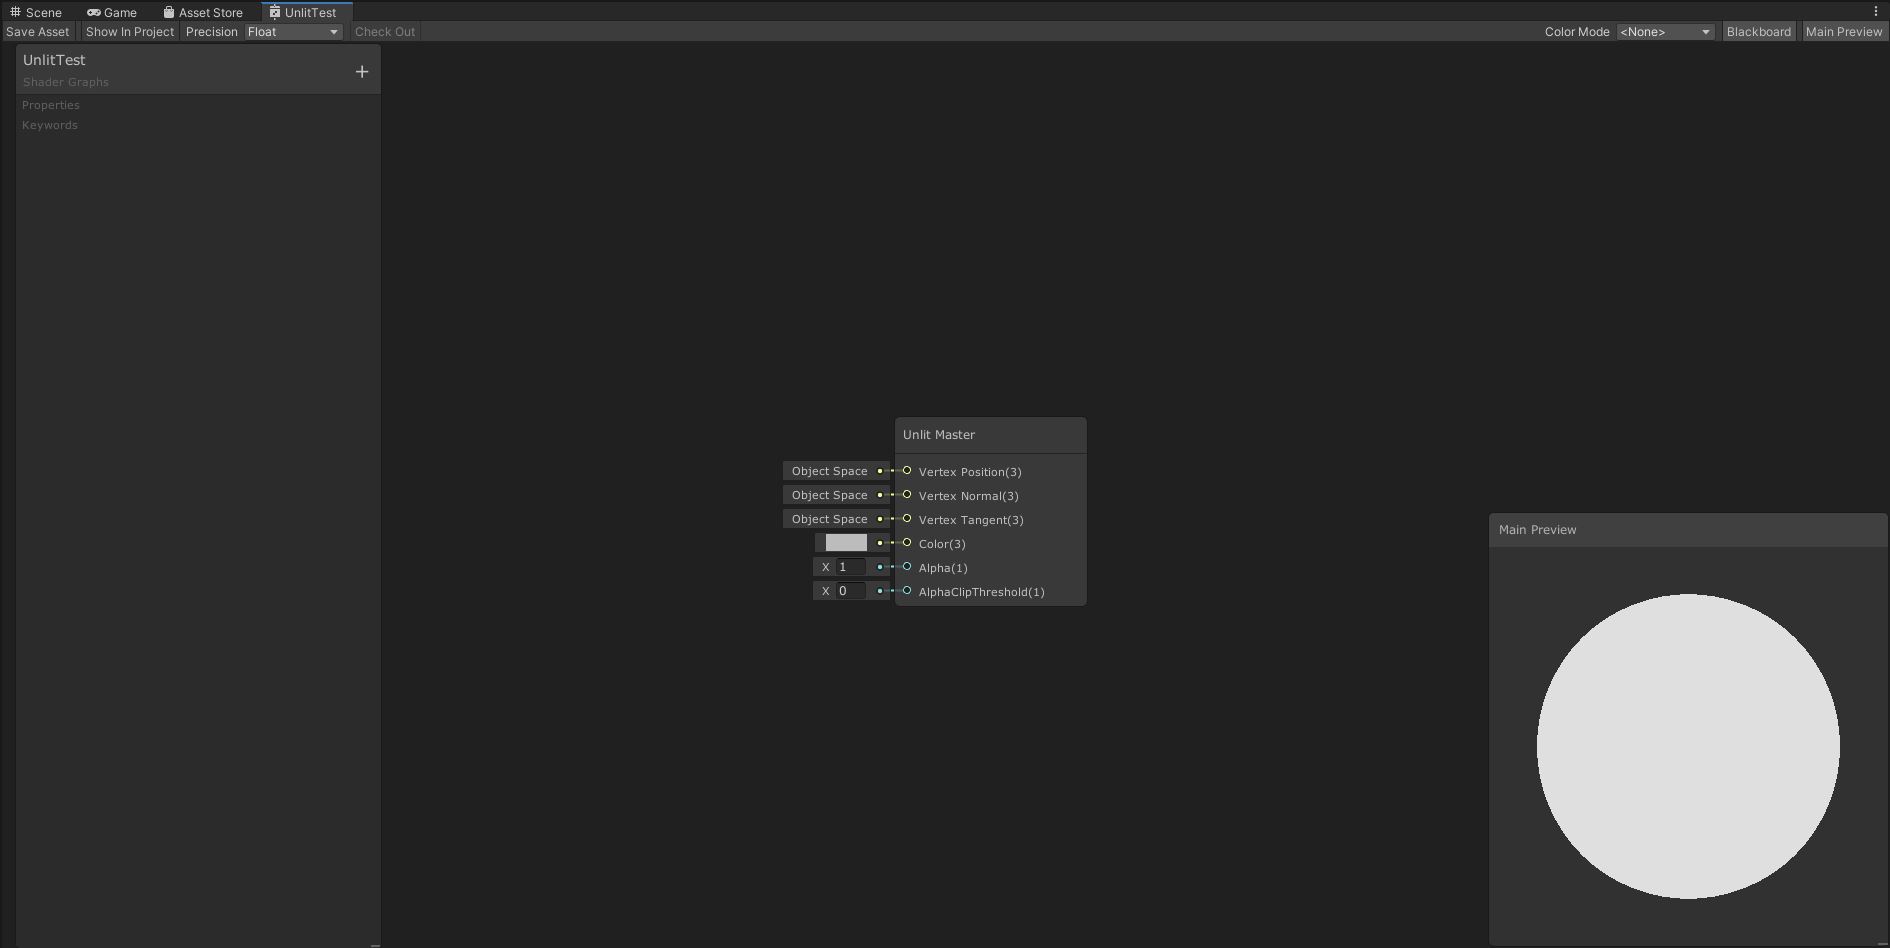 Scene Game Asset Store UnlitTest
Save Asset Show In Project Precision Float Check Out Color Mode <None> Blackboard Main Preview
UnlitTest
Shader Graphs
Properties
Keywords
Unlit Master
Object Space Vertex Position(3)
Object Space Vertex Normal(3)
Object Space Vertex Tangent(3)
Color(3)
X 1 Alpha(1)
X 0 AlphaClipThreshold(1)
Main Preview